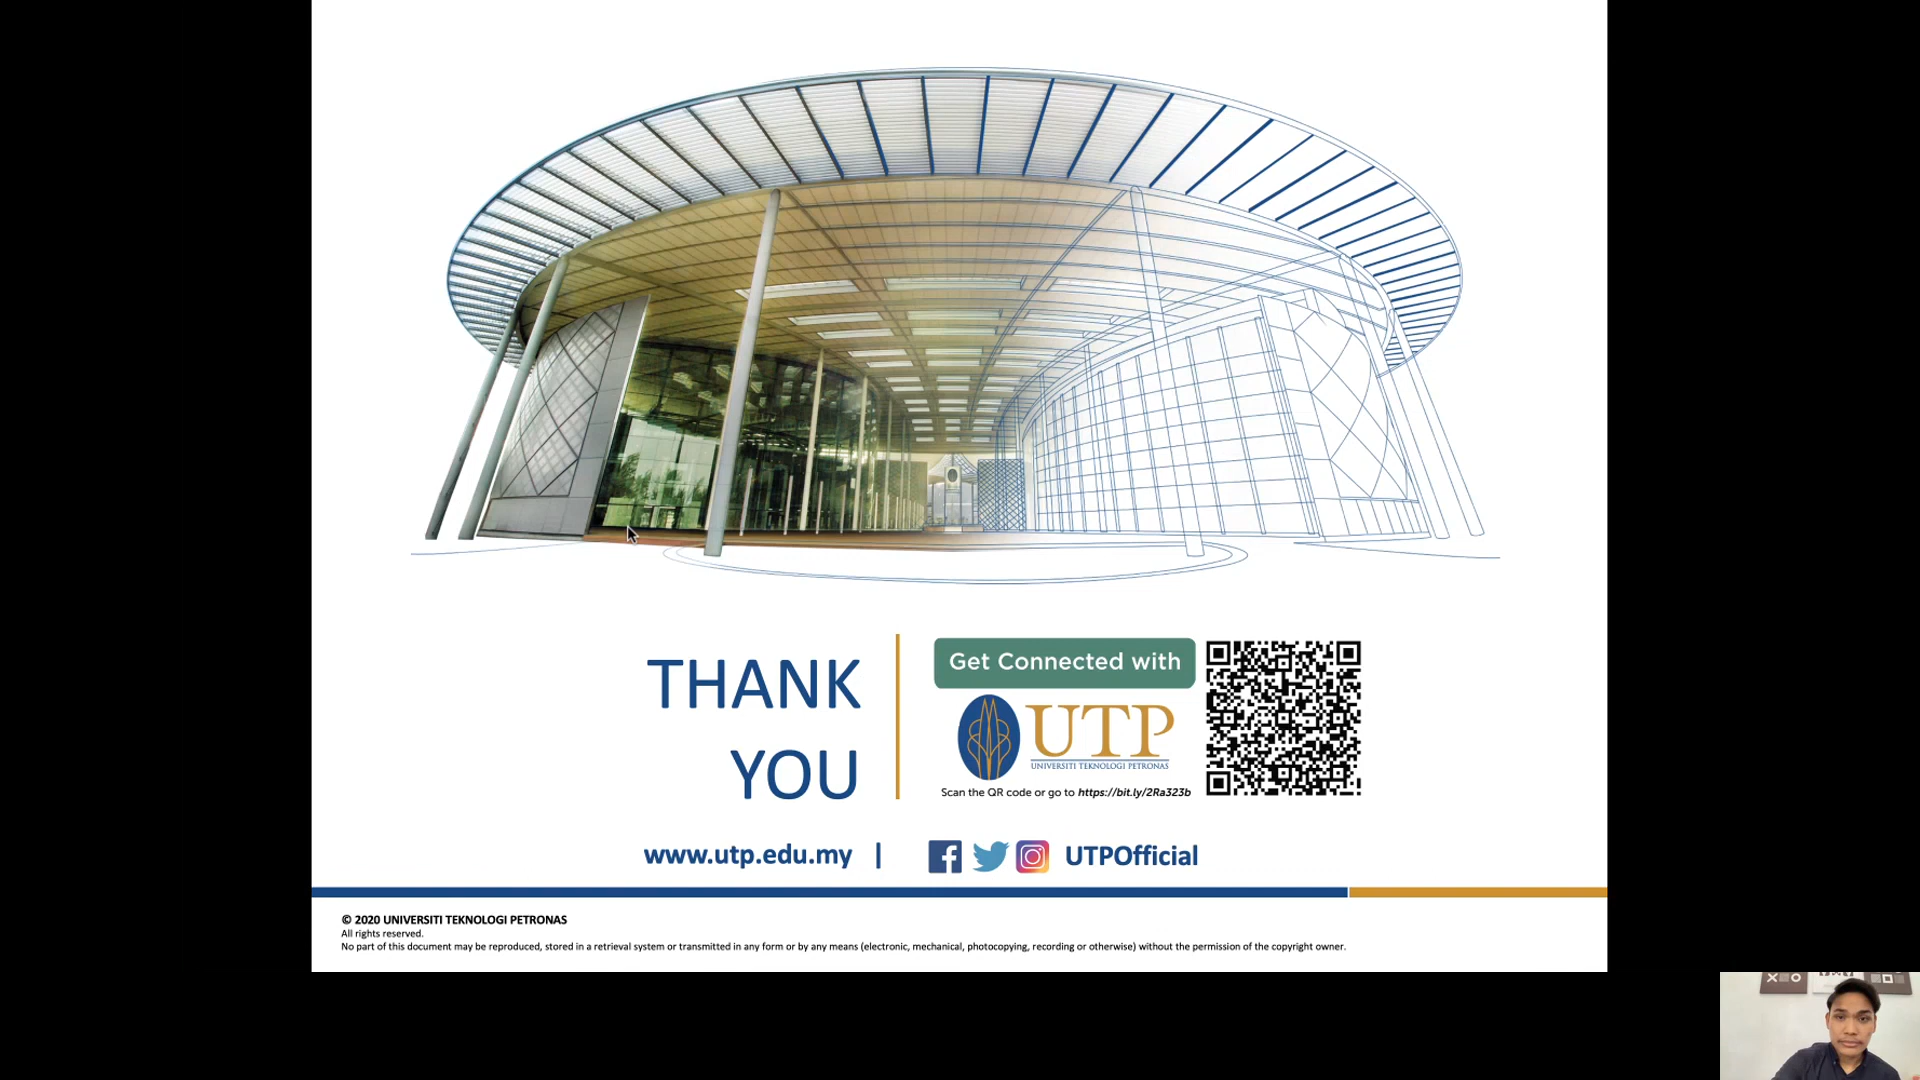 THANK
YOU
Get Connected with
UTP
UNIVERSITI TEKNOLOGI PETRONAS
Scan the QR code or go to https://bit.ly/2Ra323b
www.utp.edu.my |
UTPOfficial
© 2020 UNIVERSITI TEKNOLOGI PETRONAS
All rights reserved.
No part of this document may be reproduced, stored in a retrieval system or transmitted in any form or by any means (electronic, mechanical, photocopying, recording or otherwise) without the permission of the copyright owner.